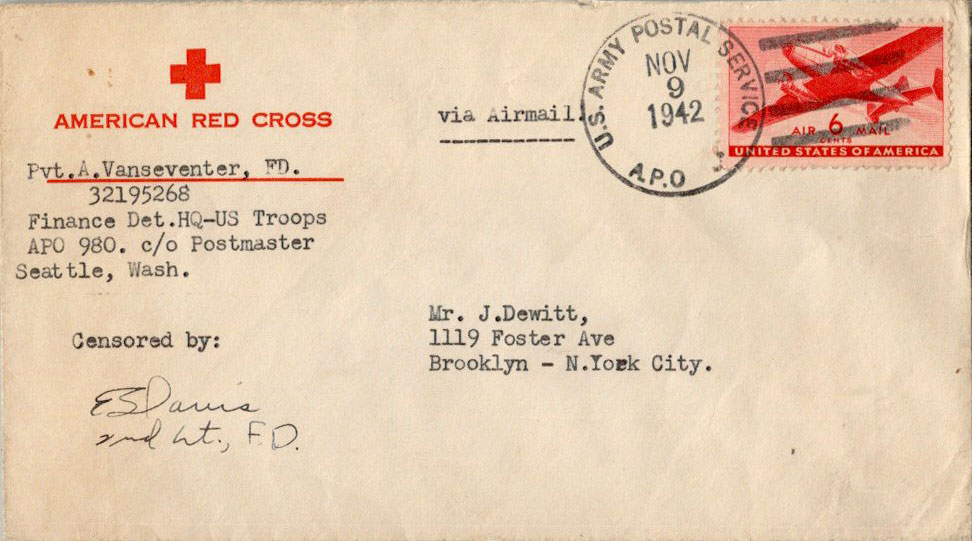 AMERICAN RED CROSS
Pvt.A.Vanseventer, FD.
32195268
Finance Det.HQ-US Troops
APO 980. c/o Postmaster
Seattle, Wash.
via Airmail.
U.S. ARMY POSTAL SERVICE
NOV
9
1942
A.P.O
AIR 6 MAIL
CENTS
UNITED STATES OF AMERICA
Mr. J.Dewitt,
1119 Foster Ave
Brooklyn - N.York City.
Censored by:
ES Davis
2nd Lt., F.D.